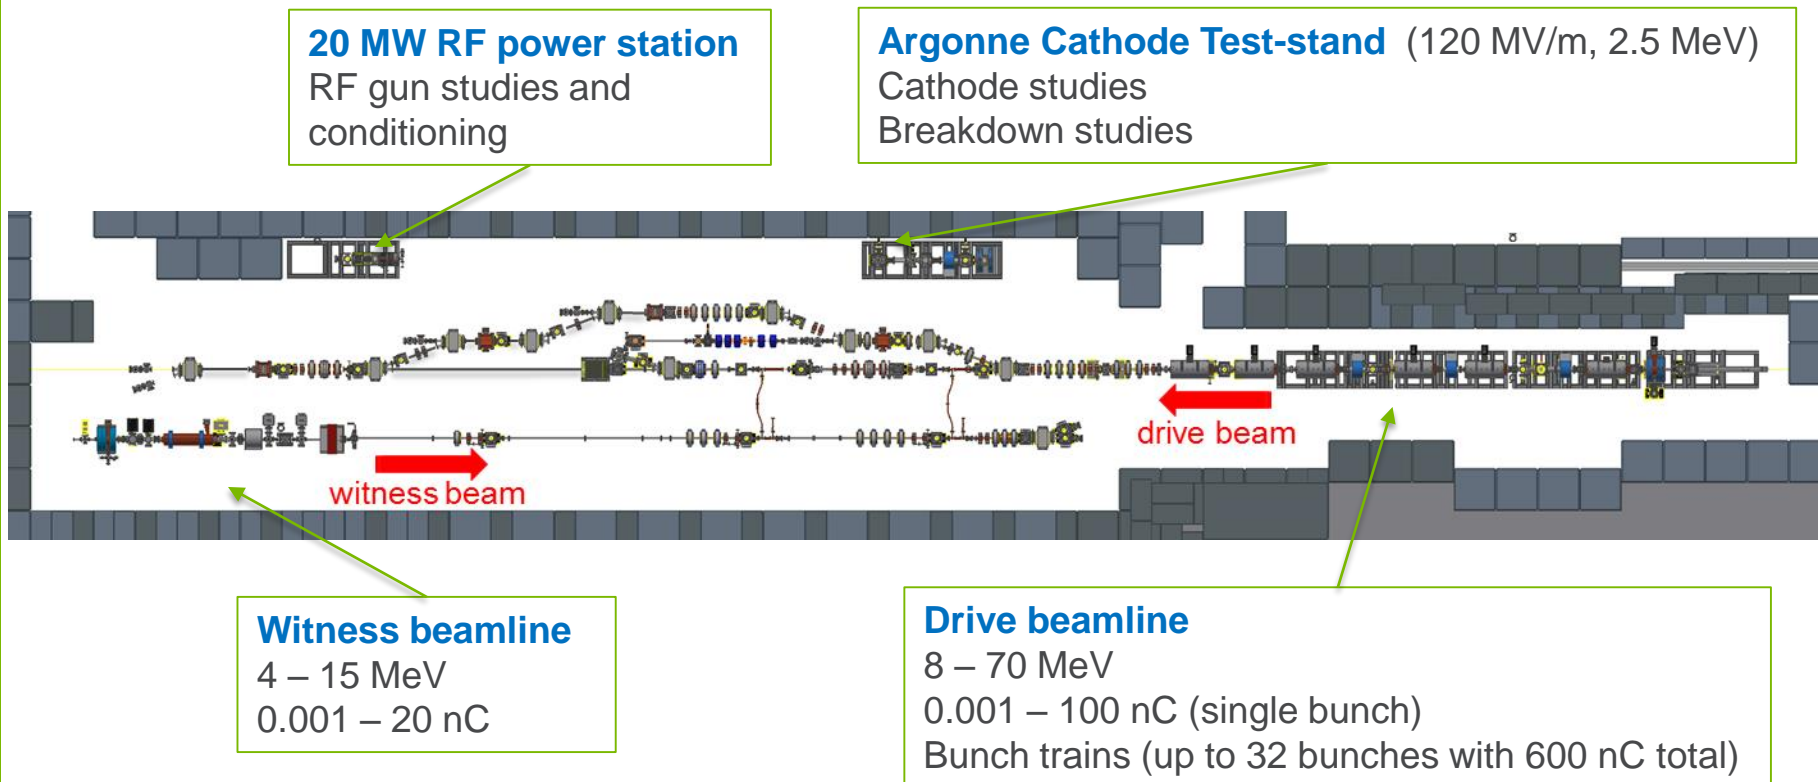 20 MW RF power station
RF gun studies and
conditioning
Argonne Cathode Test-stand (120 MV/m, 2.5 MeV)
Cathode studies
Breakdown studies
drive beam
witness beam
Witness beamline
4 – 15 MeV
0.001 – 20 nC
Drive beamline
8 – 70 MeV
0.001 – 100 nC (single bunch)
Bunch trains (up to 32 bunches with 600 nC total)